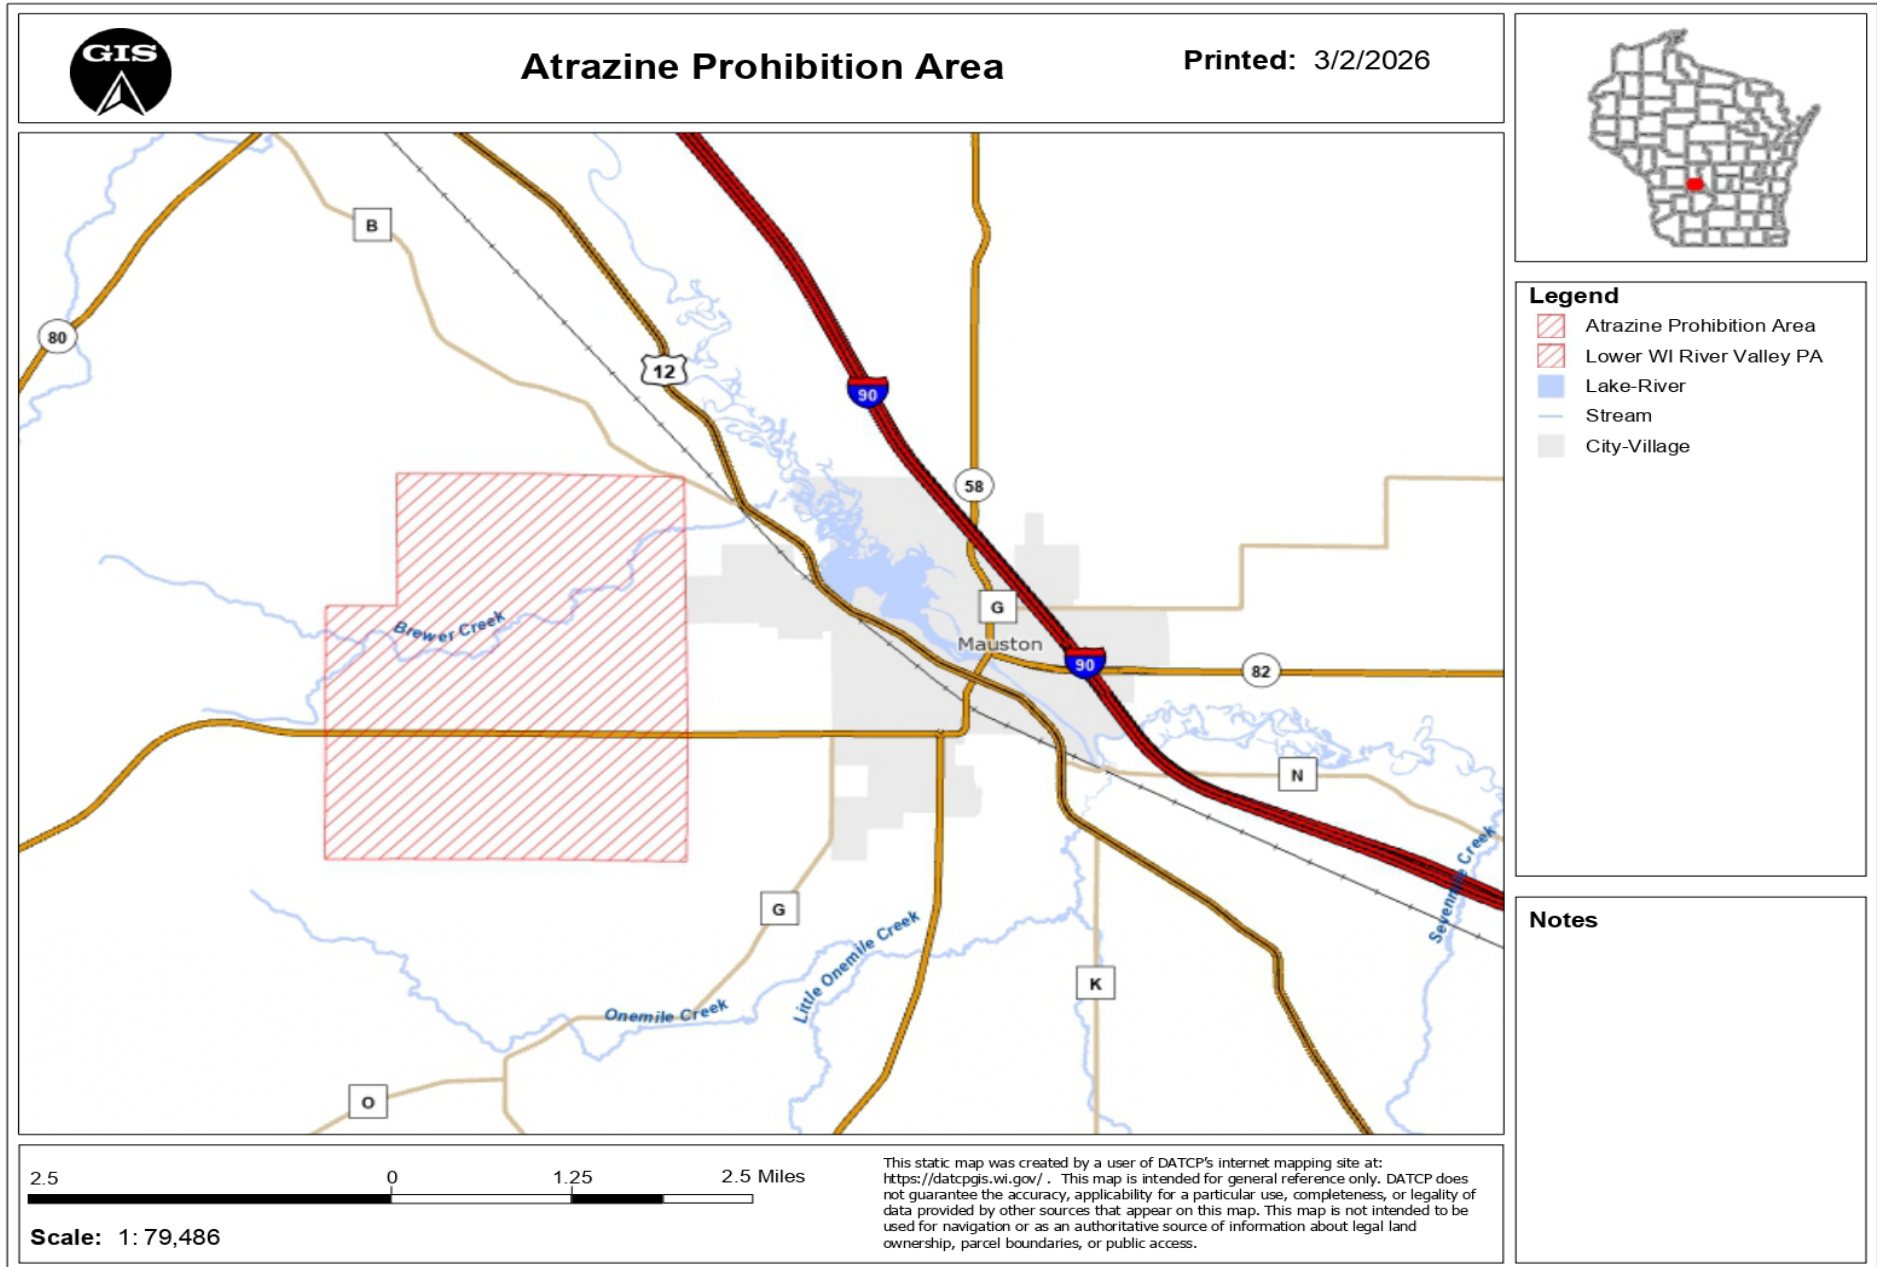 GIS
Atrazine Prohibition Area
Printed: 3/2/2026
B
80
12
90
58
G
Mauston
90
82
Brewer Creek
N
Sevenmile Creek
G
Little Onemile Creek
K
Onemile Creek
O
Legend
Atrazine Prohibition Area
Lower WI River Valley PA
Lake-River
Stream
City-Village
Notes
2.5 0 1.25 2.5 Miles
Scale: 1: 79,486
This static map was created by a user of DATCP's internet mapping site at:
https://datcpgis.wi.gov/ . This map is intended for general reference only. DATCP does
not guarantee the accuracy, applicability for a particular use, completeness, or legality of
data provided by other sources that appear on this map. This map is not intended to be
used for navigation or as an authoritative source of information about legal land
ownership, parcel boundaries, or public access.